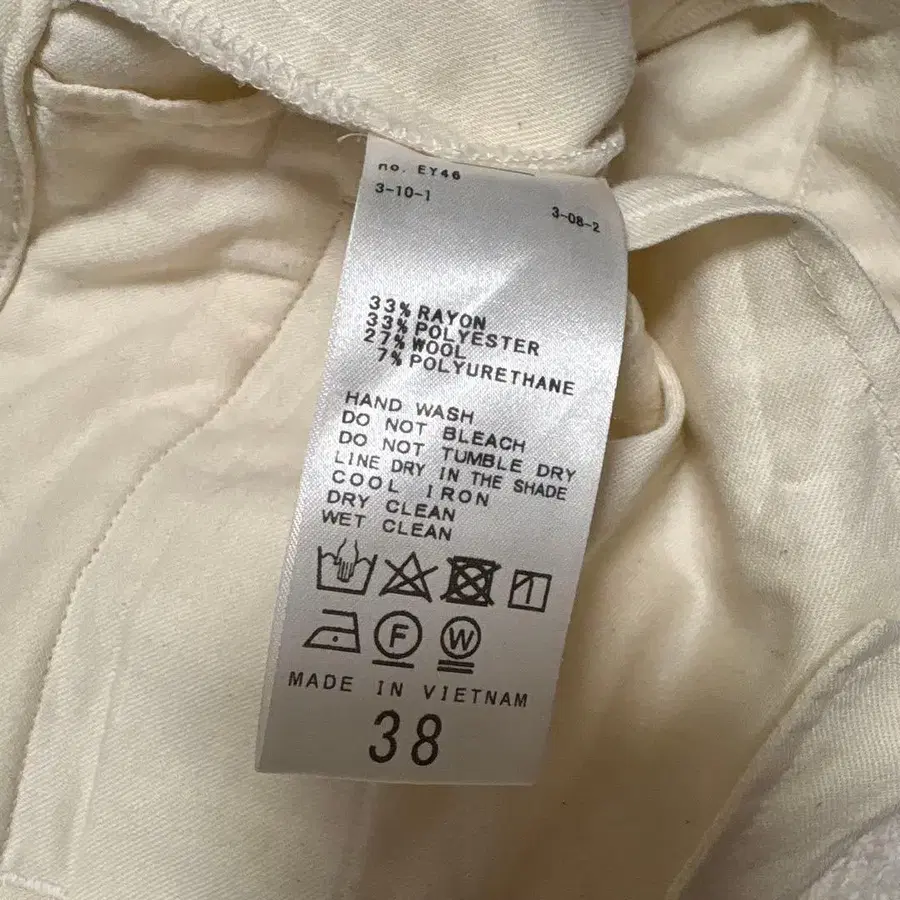 no. EY46
3-10-1
3-08-2
33% RAYON
33% POLYESTER
27% WOOL
7% POLYURETHANE
HAND WASH
DO NOT BLEACH
DO NOT TUMBLE DRY
LINE DRY IN THE SHADE
COOL IRON
DRY CLEAN
WET CLEAN
F W
MADE IN VIETNAM
38